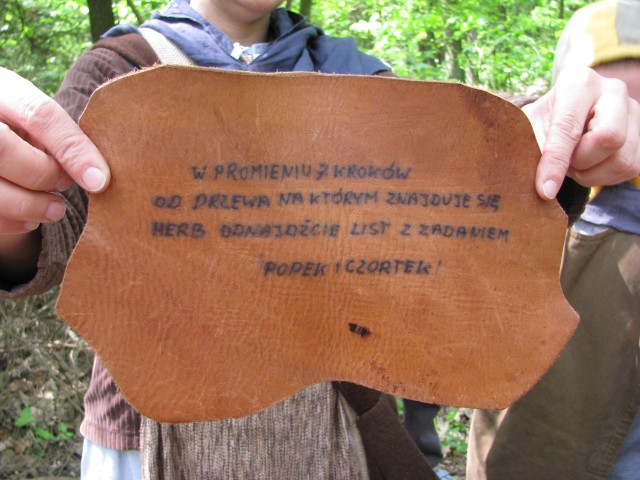 W PROMIENIU 7 KROKÓW
OD DRZEWA NA KTÓRYM ZNAJDUJE SIĘ
HERB ODNAJDŹCIE LIST Z ZADANIEM
"POPEK I CZORTEK"